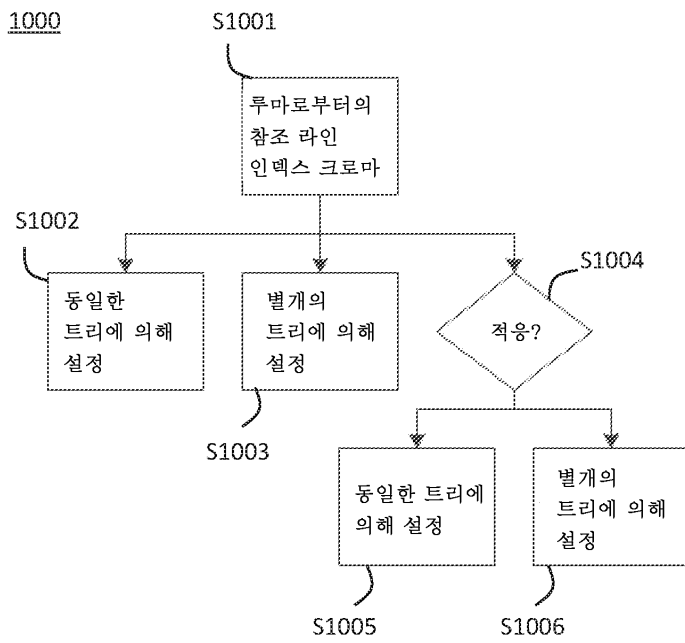 1000
S1001
루마로부터의
참조 라인
인덱스 크로마
S1002
동일한
트리에 의해
설정
별개의
트리에 의해
설정
S1003
S1004
적응?
동일한 트리에
의해 설정
S1005
별개의
트리에 의해
설정
S1006